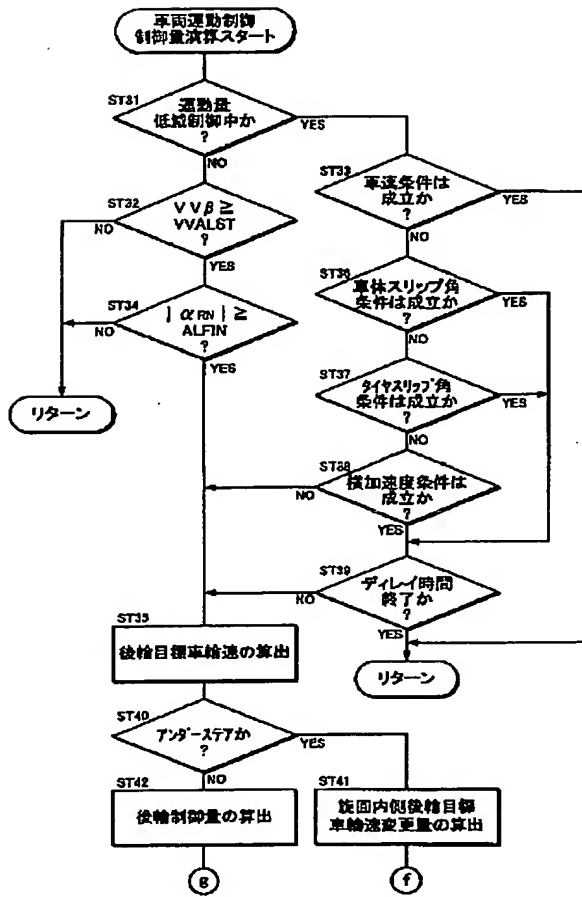 車両運動制御
制御量演算スタート
ST31
運動量
低減制御中か
?
YES
NO
ST32
VVβ≧
VVALST
?
NO
YES
ST33
車速条件は
成立か
?
YES
NO
ST34
|αRN|≧
ALFIN
?
NO
YES
リターン
ST36
車体スリップ角
条件は成立か
?
YES
NO
ST37
タイヤスリップ角
条件は成立か
?
YES
NO
ST38
横加速度条件は
成立か
?
NO
YES
ST39
ディレイ時間
終了か
?
NO
YES
リターン
ST35
後輪目標車輪速の算出
ST40
アンダーステアか
?
YES
NO
ST42
後輪制御量の算出
ST41
旋回内側後輪目標
車輪速変更量の算出
g
f